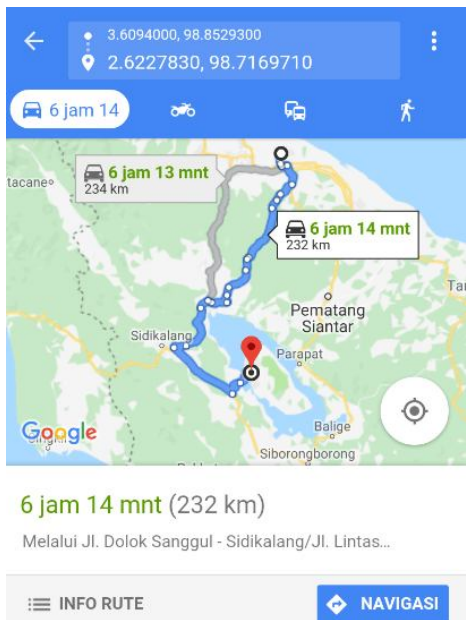 3.6094000, 98.8529300
2.6227830, 98.7169710
6 jam 14
tacane
6 jam 13 mnt
234 km
6 jam 14 mnt
232 km
Pematang
Siantar
Sidikalang
Parapat
Balige
Siborongborong
Google
6 jam 14 mnt (232 km)
Melalui Jl. Dolok Sanggul - Sidikalang/Jl. Lintas...
INFO RUTE
NAVIGASI